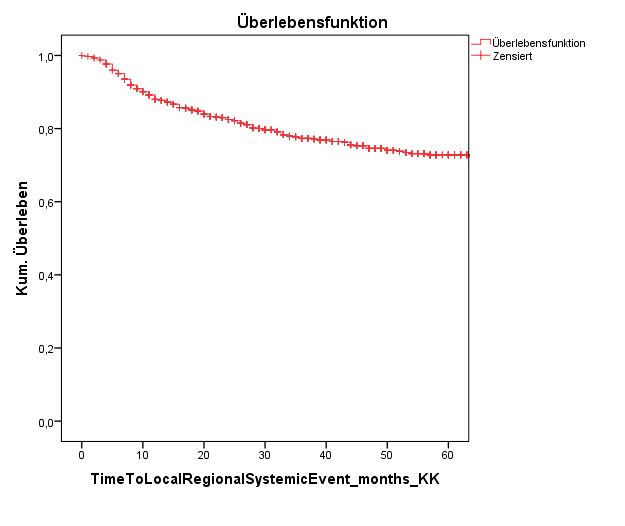 Überlebensfunktion
Überlebensfunktion
Zensiert
Kum. Überleben
1,0
0,8
0,6
0,4
0,2
0,0
0 10 20 30 40 50 60
TimeToLocalRegionalSystemicEvent_months_KK